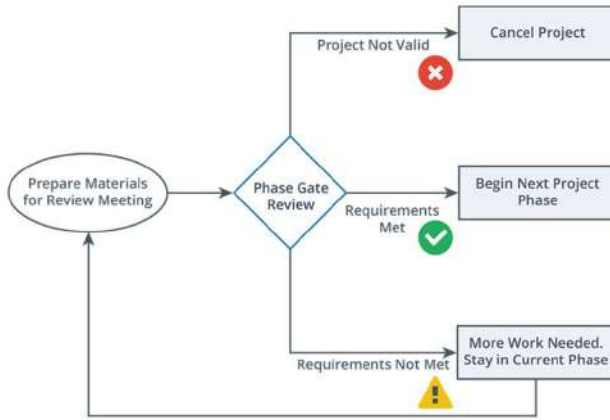 Project Not Valid
Cancel Project
Prepare Materials
for Review Meeting
Phase Gate
Review
Requirements
Met
Begin Next Project
Phase
Requirements Not Met
More Work Needed.
Stay in Current Phase